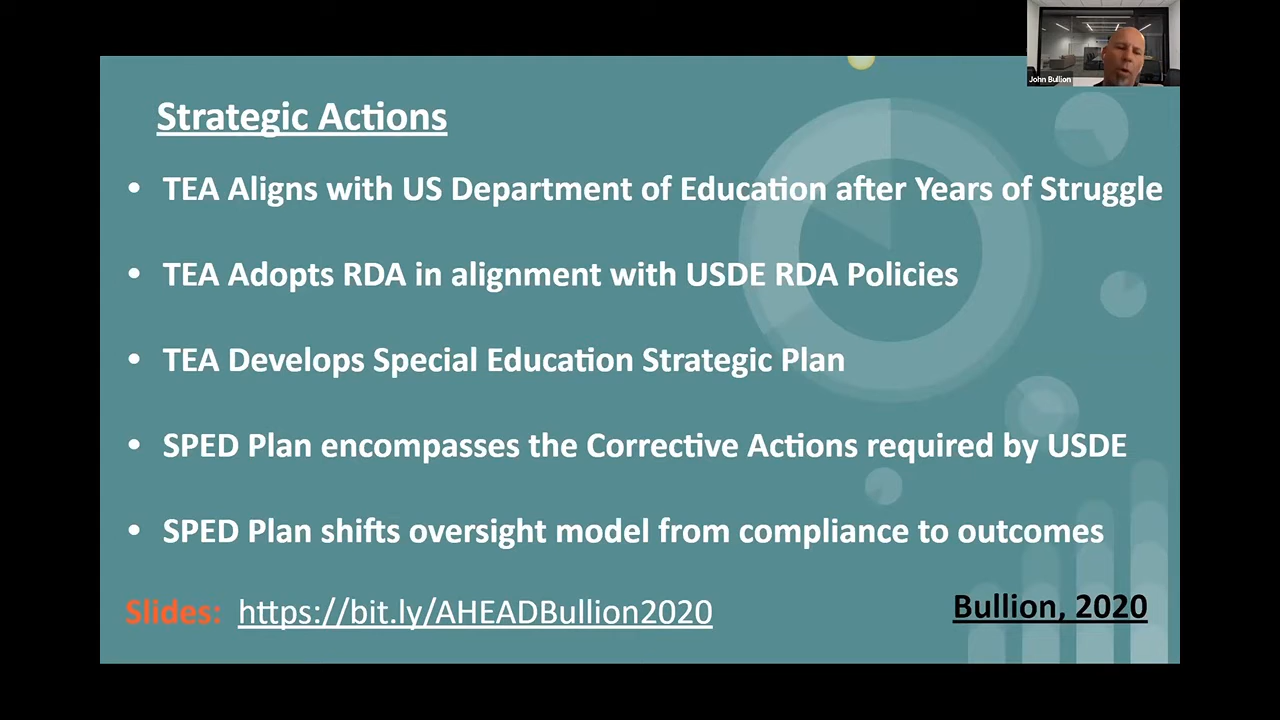 John Bullion
Strategic Actions
• TEA Aligns with US Department of Education after Years of Struggle
• TEA Adopts RDA in alignment with USDE RDA Policies
• TEA Develops Special Education Strategic Plan
• SPED Plan encompasses the Corrective Actions required by USDE
• SPED Plan shifts oversight model from compliance to outcomes
Slides: https://bit.ly/AHEADBullion2020
Bullion, 2020